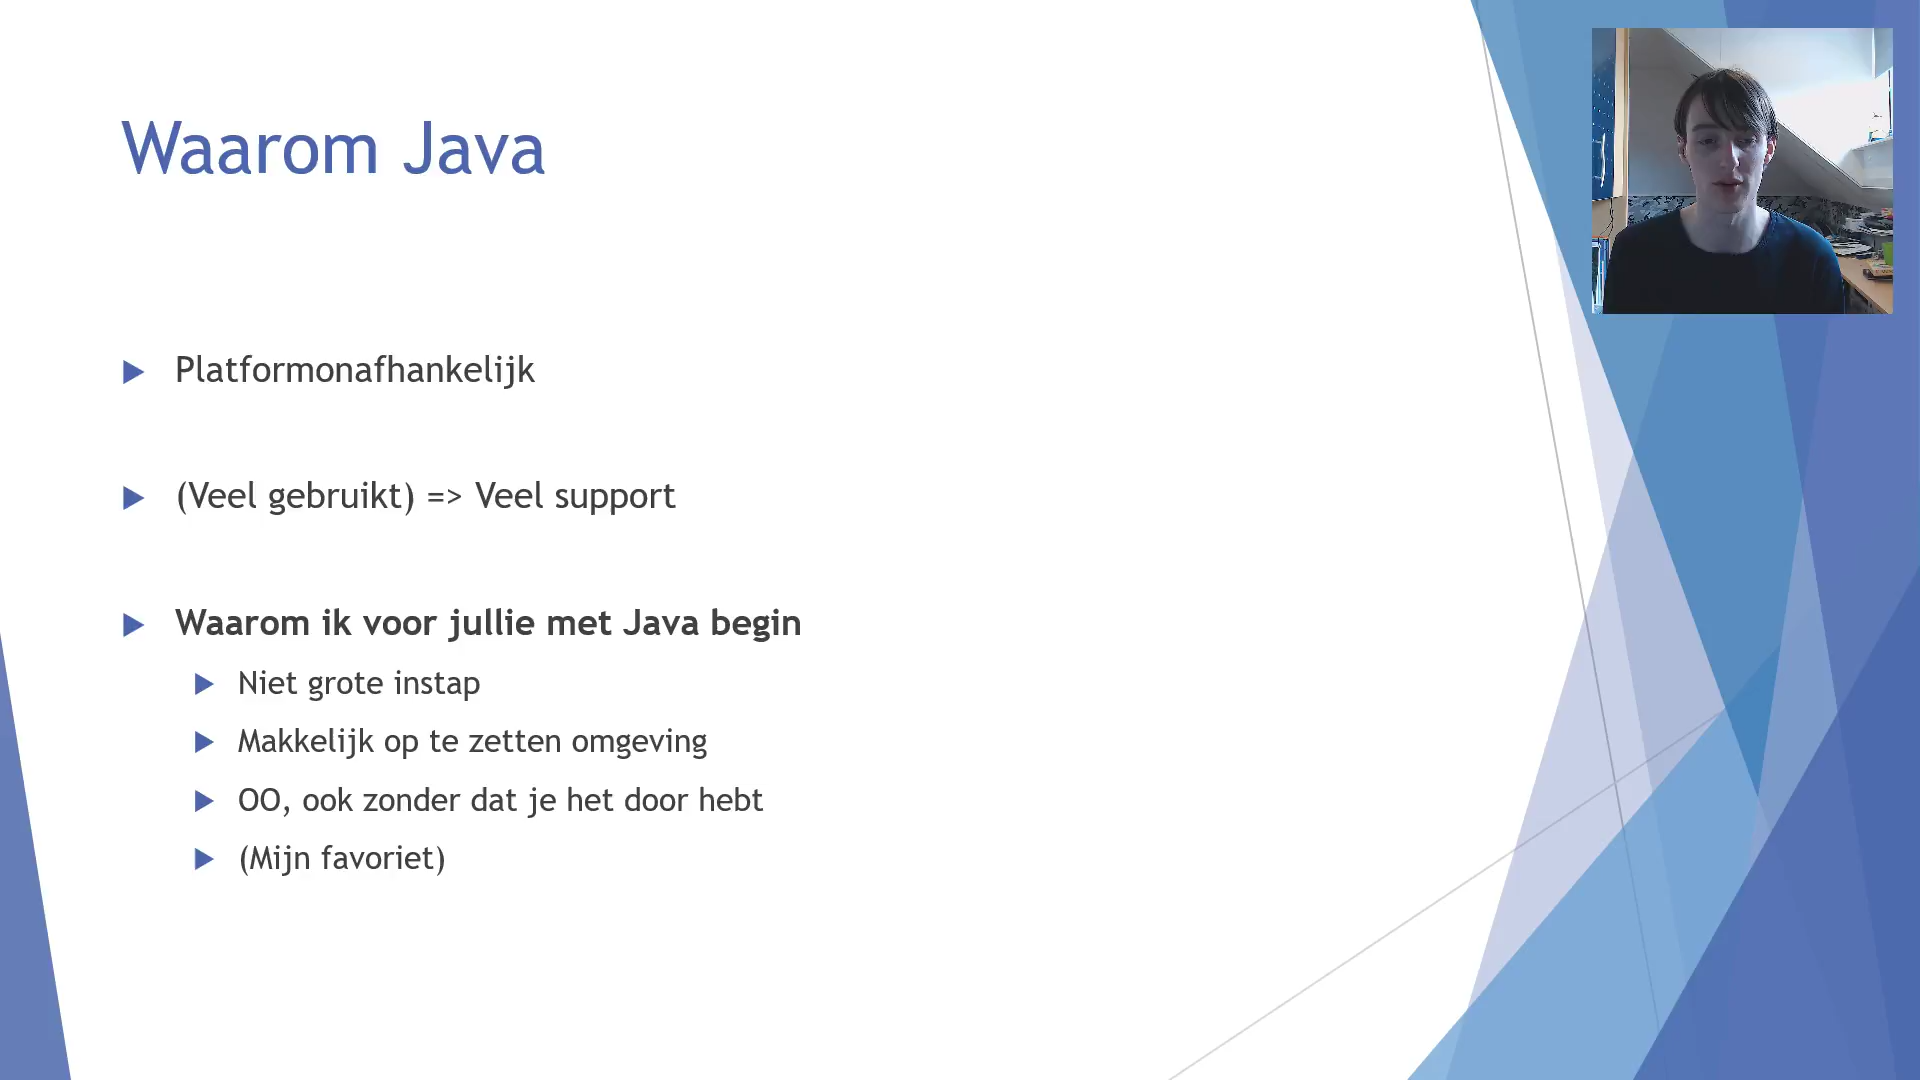 Waarom Java
Platformonafhankelijk
(Veel gebruikt) => Veel support
Waarom ik voor jullie met Java begin
Niet grote instap
Makkelijk op te zetten omgeving
OO, ook zonder dat je het door hebt
(Mijn favoriet)